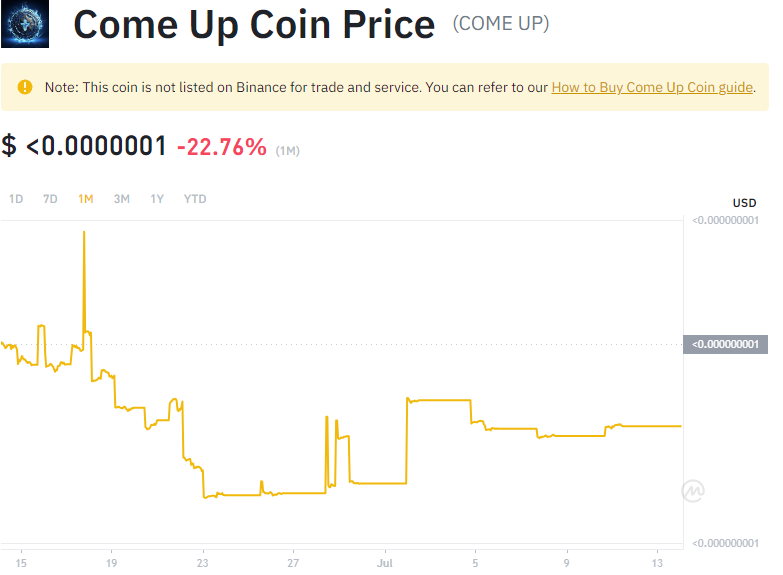 Come Up Coin Price (COME UP)
Note: This coin is not listed on Binance for trade and service. You can refer to our How to Buy Come Up Coin guide.
$ <0.0000001 -22.76% (1M)
1D 7D 1M 3M 1Y YTD
USD
<0.000000001
<0.000000001
<0.000000001
15 19 23 27 Jul 5 9 13